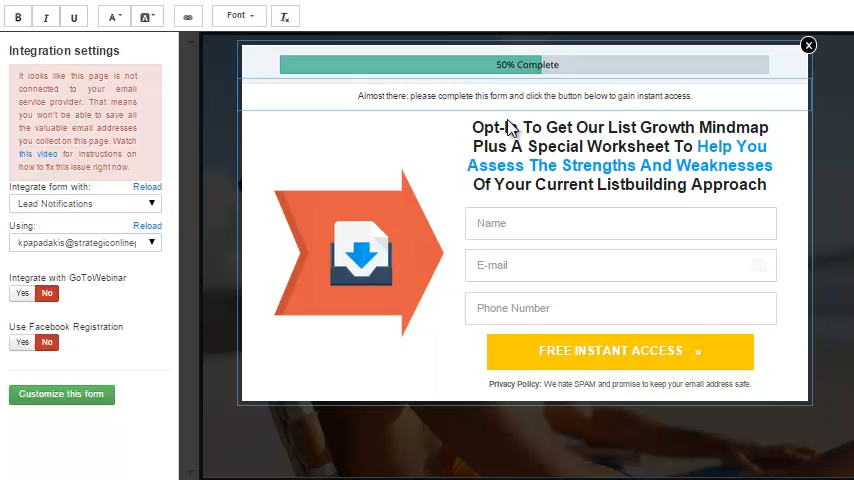 B I U A A Font Tx
Integration settings
It looks like this page is not
connected to your email
service provider. That means
you won't be able to save all
the valuable email addresses
you collect on this page. Watch
this video for instructions on
how to fix this issue right now.
Integrate form with: Reload
Lead Notifications
Using: Reload
kpapadakis@strategiconline
Integrate with GoToWebinar
Yes No
Use Facebook Registration
Yes No
Customize this form
x
50% Complete
Almost there: please complete this form and click the button below to gain instant access.
Opt-In To Get Our List Growth Mindmap
Plus A Special Worksheet To Help You
Assess The Strengths And Weaknesses
Of Your Current Listbuilding Approach
Name
E-mail
Phone Number
FREE INSTANT ACCESS »
Privacy Policy: We hate SPAM and promise to keep your email address safe.